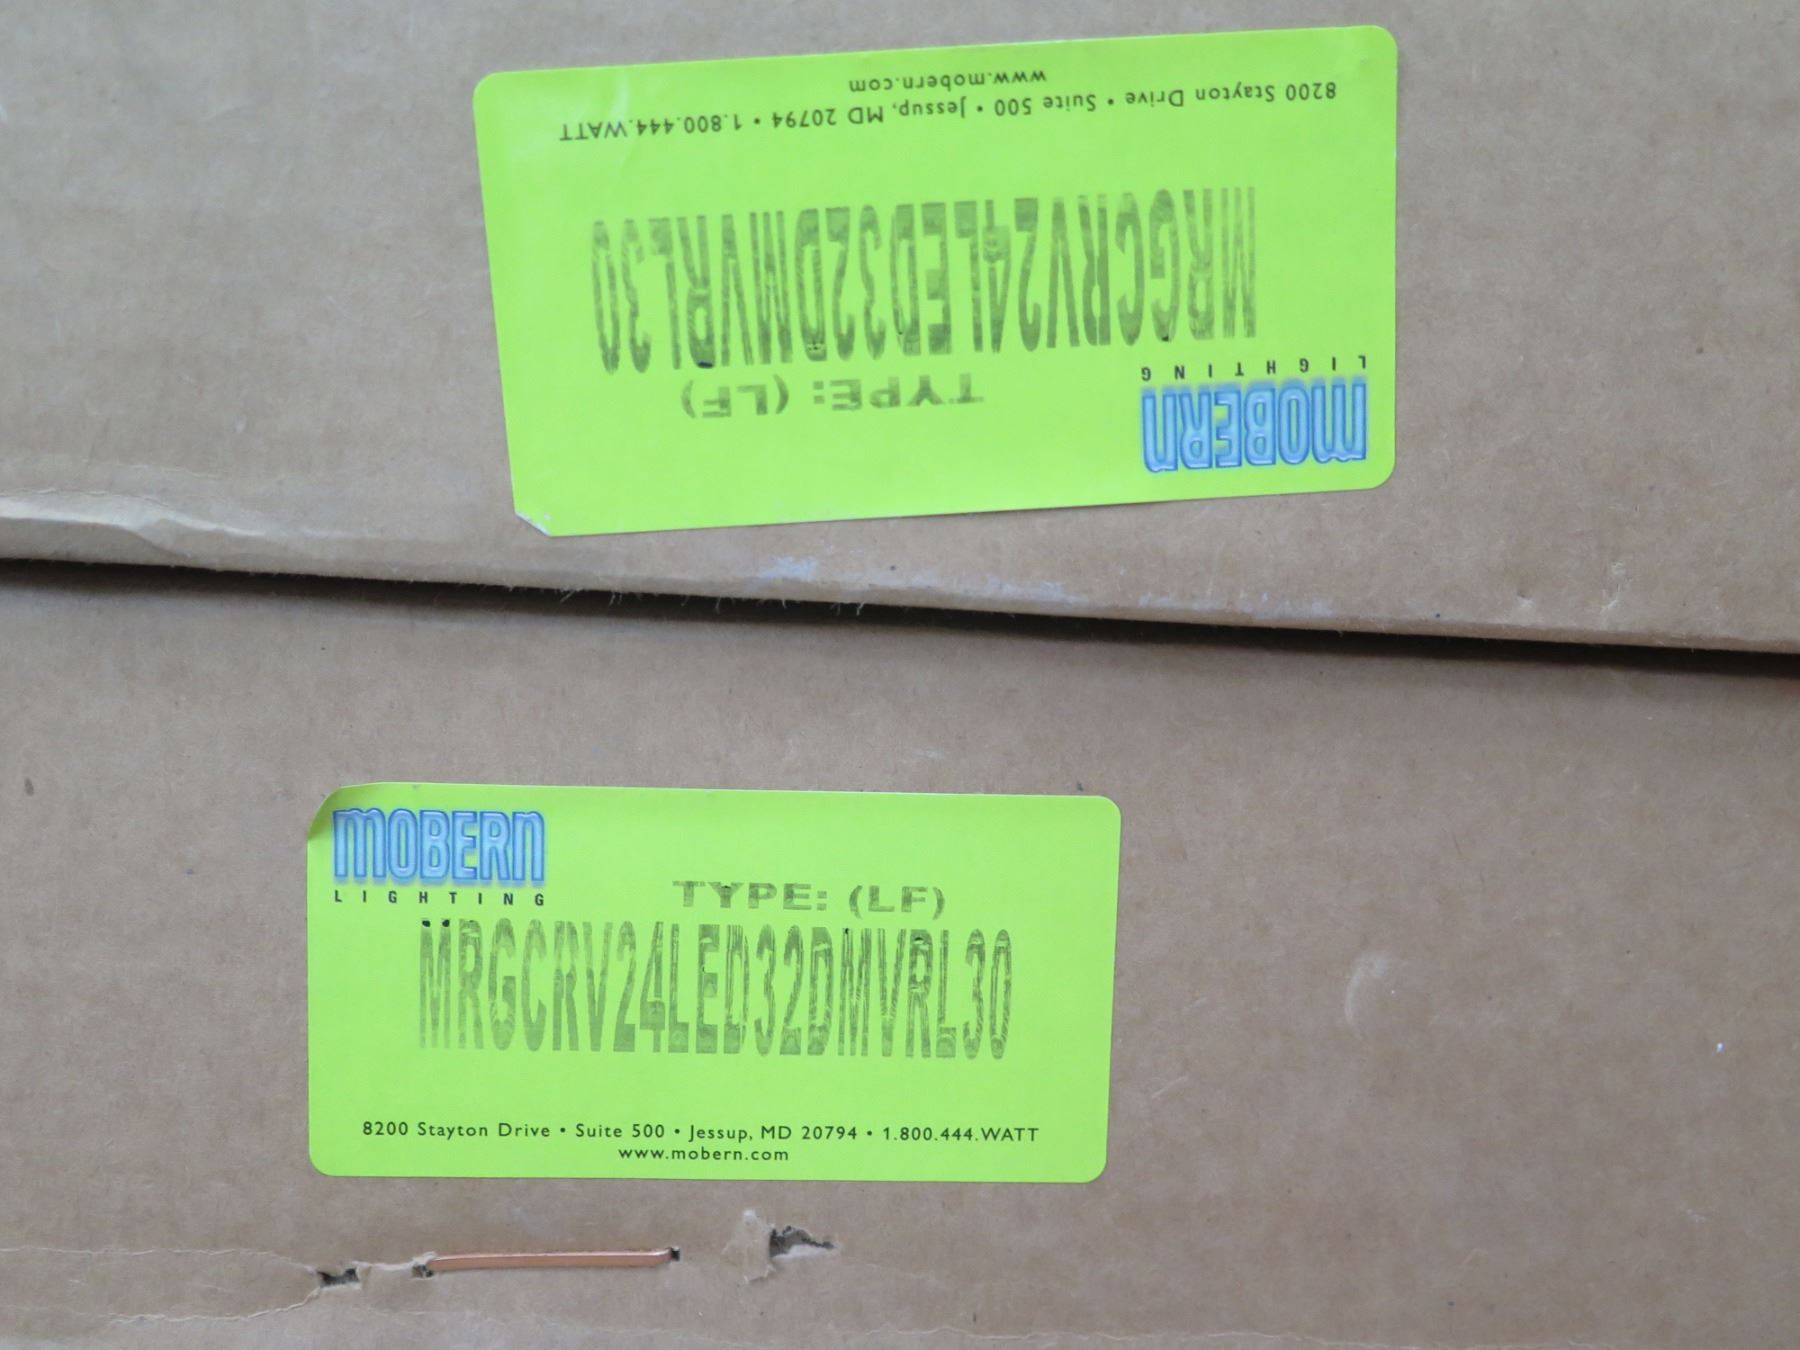 8200 Stayton Drive • Suite 500 • Jessup, MD 20794 • 1.800.444.WATT
www.mobern.com
MRGCRV24LED32DMVRL30
TYPE: (LF)
MOBERN
LIGHTING
MOBERN
LIGHTING
TYPE: (LF)
MRGCRV24LED32DMVRL30
8200 Stayton Drive • Suite 500 • Jessup, MD 20794 • 1.800.444.WATT
www.mobern.com